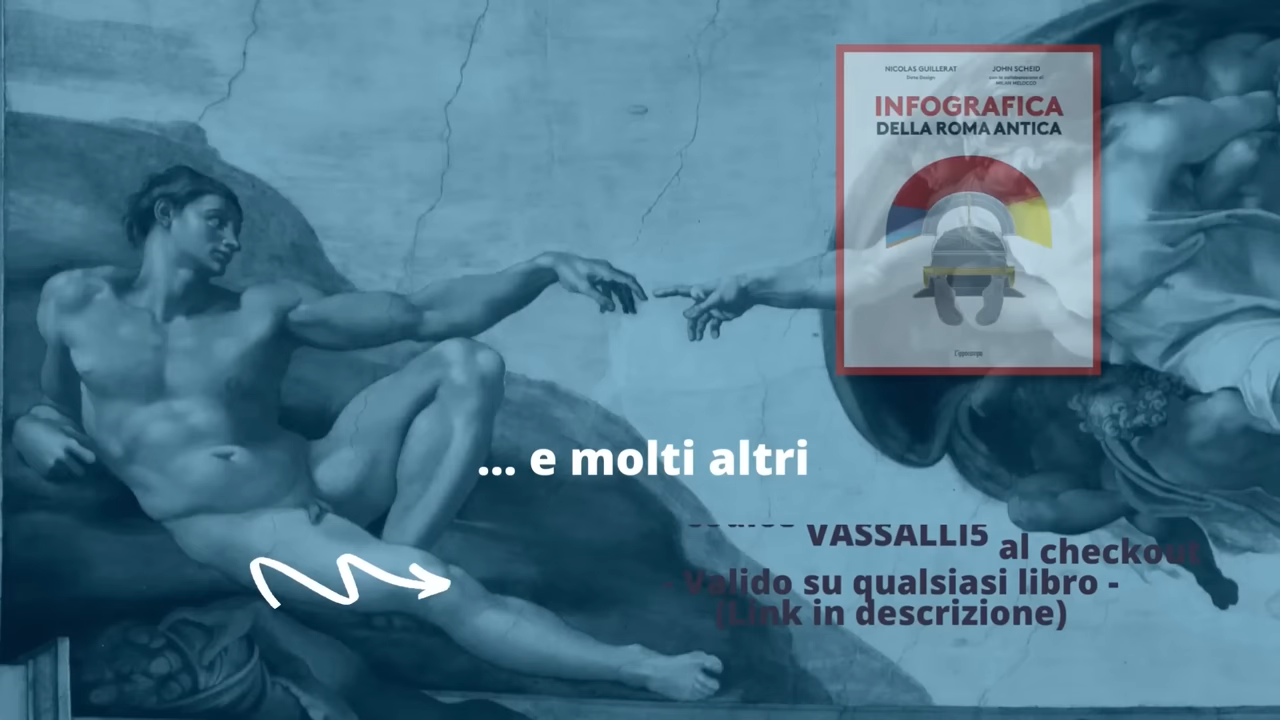 NICOLAS GUILLERAT
JOHN SCHEID
INFOGRAFICA
DELLA ROMA ANTICA
... e molti altri
VASSALLI5 al checkout
- Valido su qualsiasi libro -
(Link in descrizione)